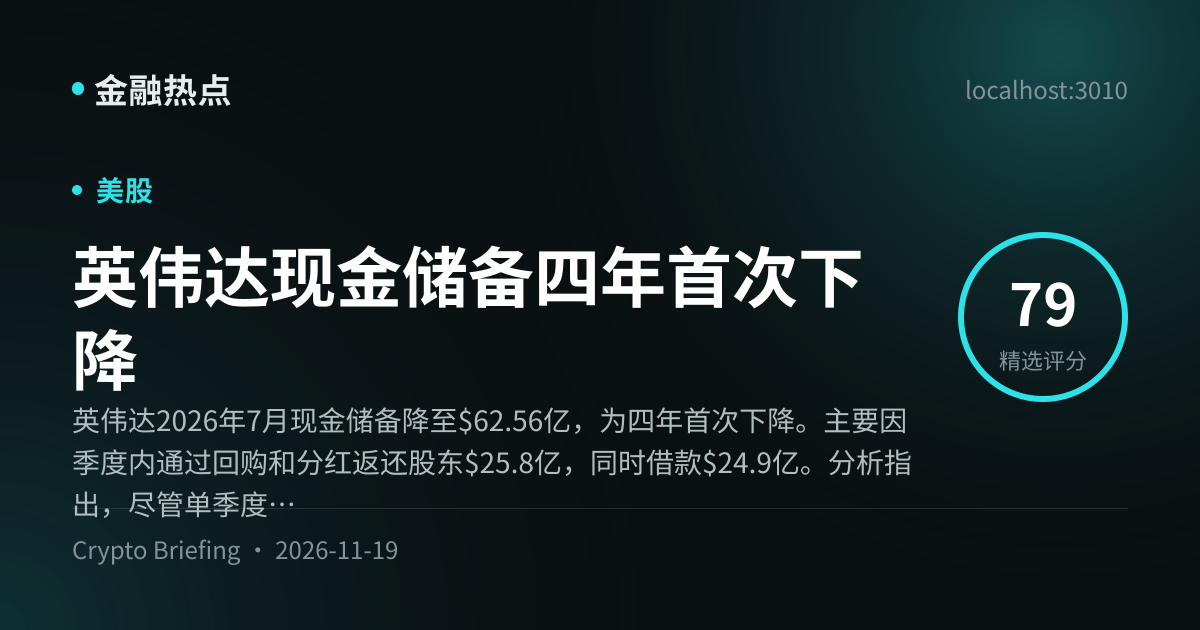 金融热点
localhost:3010
美股
英伟达现金储备四年首次下
降
79
精选评分
英伟达2026年7月现金储备降至$62.56亿，为四年首次下降。主要因
季度内通过回购和分红返还股东$25.8亿，同时借款$24.9亿。分析指
出，尽管单季度…
Crypto Briefing · 2026-11-19